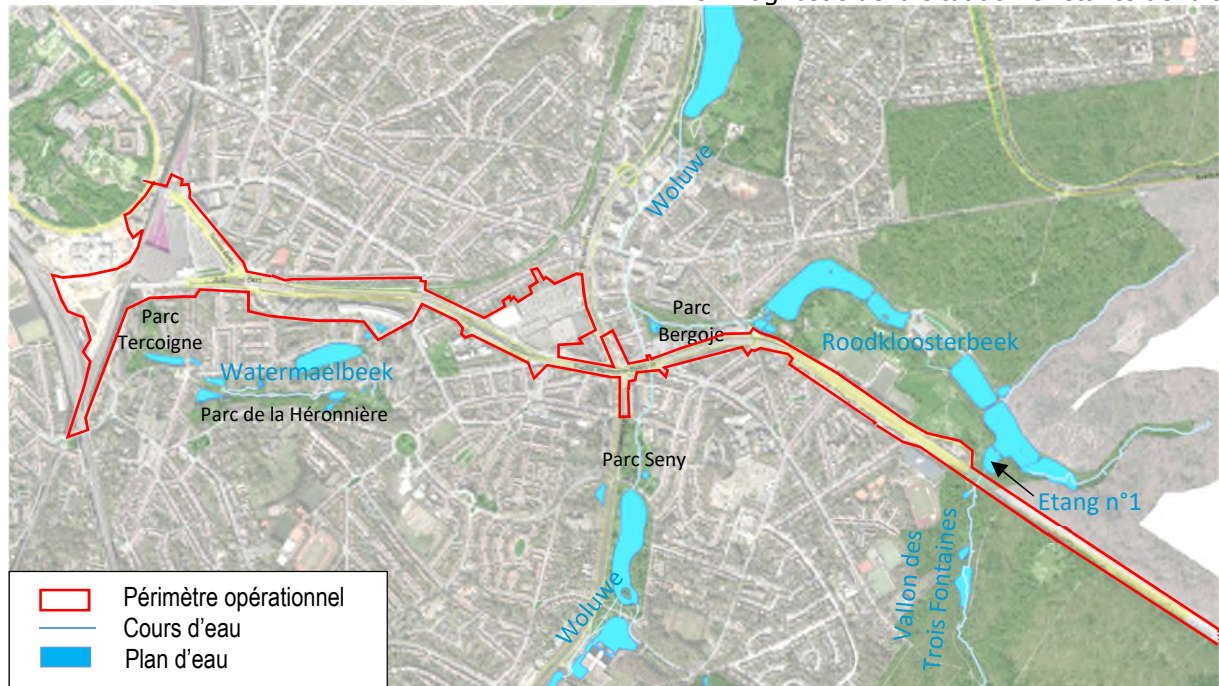 Woluwe
Parc
Bergoje
Roodkloosterbeek
Parc
Tercoigne
Watermaelbeek
Parc de la Héronnière
Parc Seny
Etang n°1
Vallon des
Trois Fontaines
Woluwe
Périmètre opérationnel
Cours d'eau
Plan d'eau